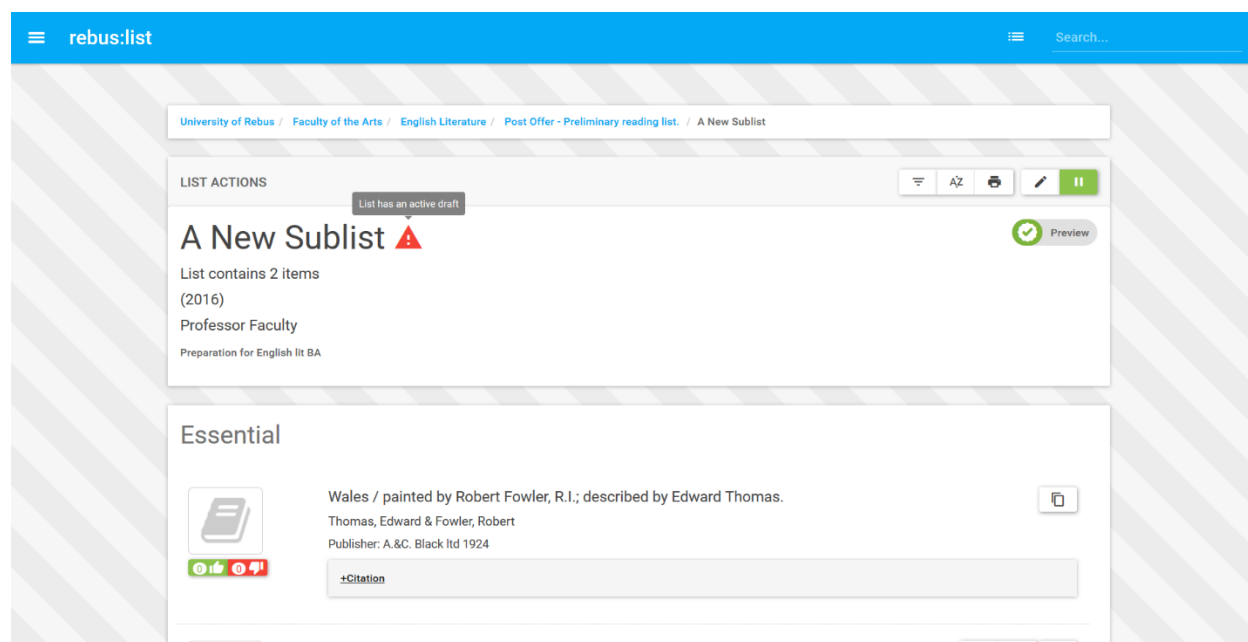 rebus:list
Search...
University of Rebus / Faculty of the Arts / English Literature / Post Offer - Preliminary reading list. / A New Sublist
LIST ACTIONS
AZ
List has an active draft
A New Sublist
Preview
List contains 2 items
(2016)
Professor Faculty
Preparation for English lit BA
Essential
Wales / painted by Robert Fowler, R.I.; described by Edward Thomas.
Thomas, Edward & Fowler, Robert
Publisher: A.&C. Black ltd 1924
0 0
+Citation